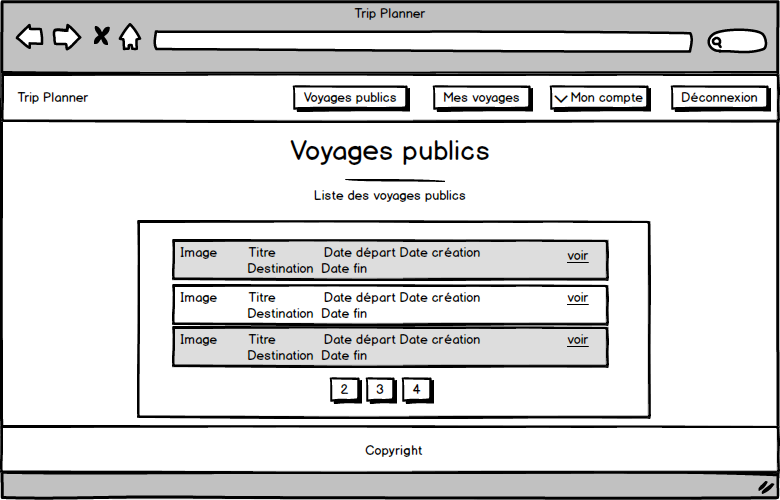 Trip Planner
Trip Planner
Voyages publics
Mes voyages
Mon compte
Déconnexion
Voyages publics
Liste des voyages publics
Image Titre Date départ Date création voir
Destination Date fin
Image Titre Date départ Date création voir
Destination Date fin
Image Titre Date départ Date création voir
Destination Date fin
2 3 4
Copyright